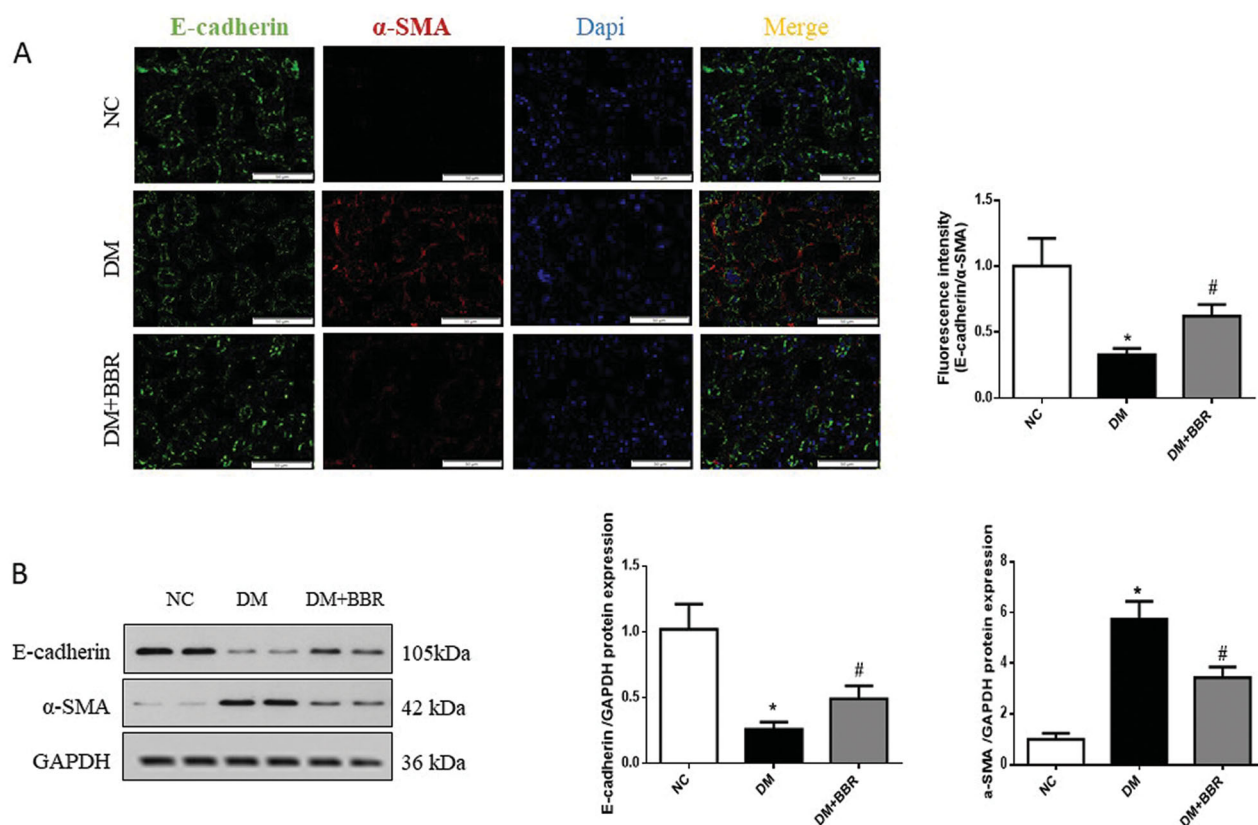 E-cadherin α-SMA Dapi Merge
A
NC
DM
DM+BBR
Fluorescence intensity
(E-cadherin/α-SMA)
1.5
1.0
0.5
0.0
*
#
NC DM DM+BBR
B
NC DM DM+BBR
E-cadherin 105kDa
α-SMA 42 kDa
GAPDH 36 kDa
E-cadherin /GAPDH protein expression
1.5
1.0
0.5
0.0
*
#
NC DM DM+BBR
a-SMA /GAPDH protein expression
8
6
4
2
0
*
#
NC DM DM+BBR